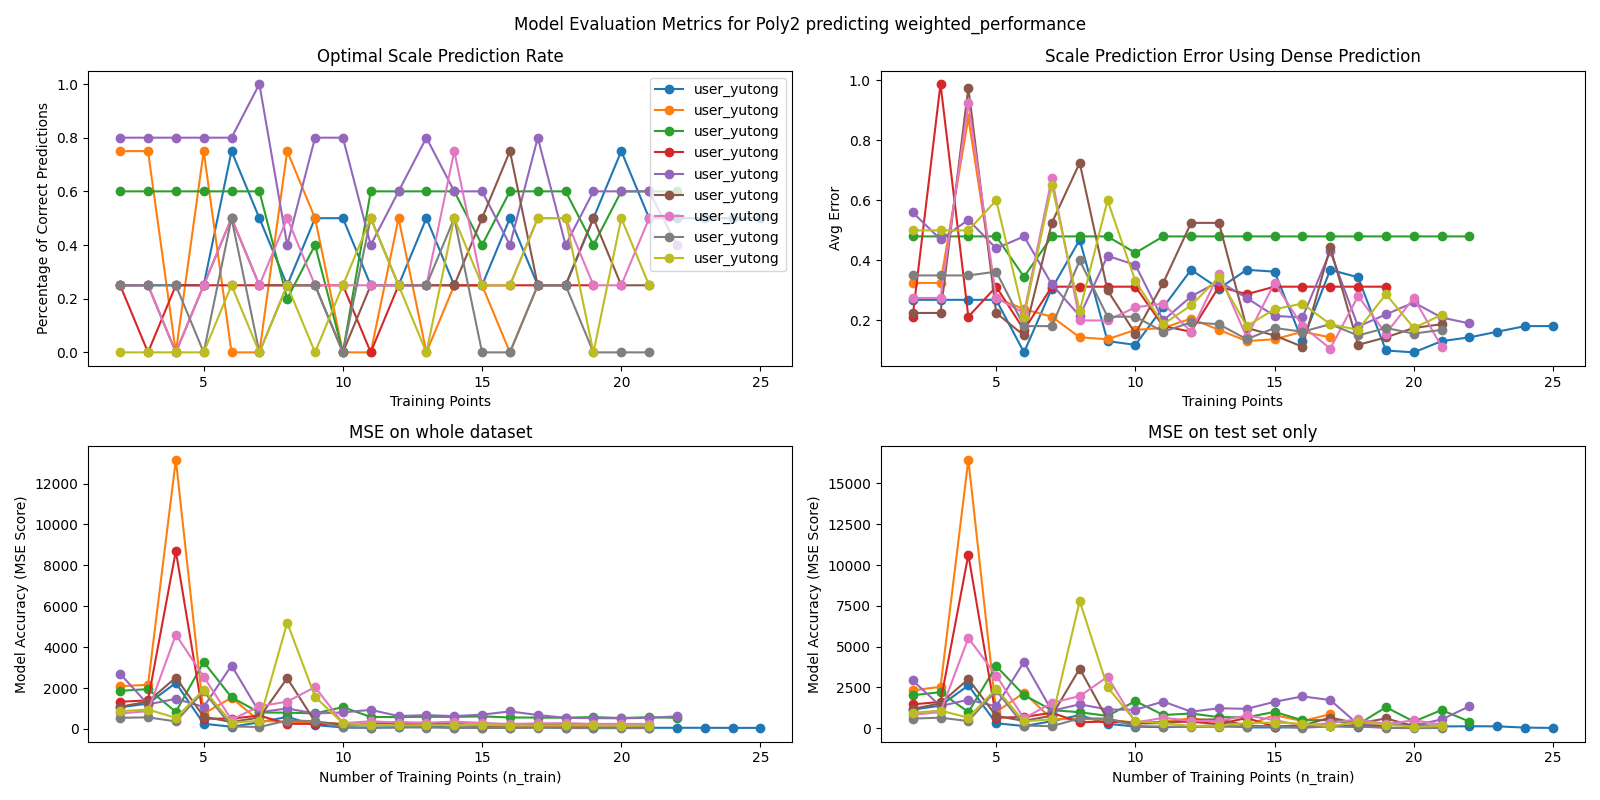 Model Evaluation Metrics for Poly2 predicting weighted_performance
Optimal Scale Prediction Rate
Percentage of Correct Predictions
1.0
0.8
0.6
0.4
0.2
0.0
5
10
15
20
25
Training Points
user_yutong
user_yutong
user_yutong
user_yutong
user_yutong
user_yutong
user_yutong
user_yutong
user_yutong
Scale Prediction Error Using Dense Prediction
Avg Error
1.0
0.8
0.6
0.4
0.2
5
10
15
20
25
Training Points
MSE on whole dataset
Model Accuracy (MSE Score)
12000
10000
8000
6000
4000
2000
0
5
10
15
20
25
Number of Training Points (n_train)
MSE on test set only
Model Accuracy (MSE Score)
15000
12500
10000
7500
5000
2500
0
5
10
15
20
25
Number of Training Points (n_train)